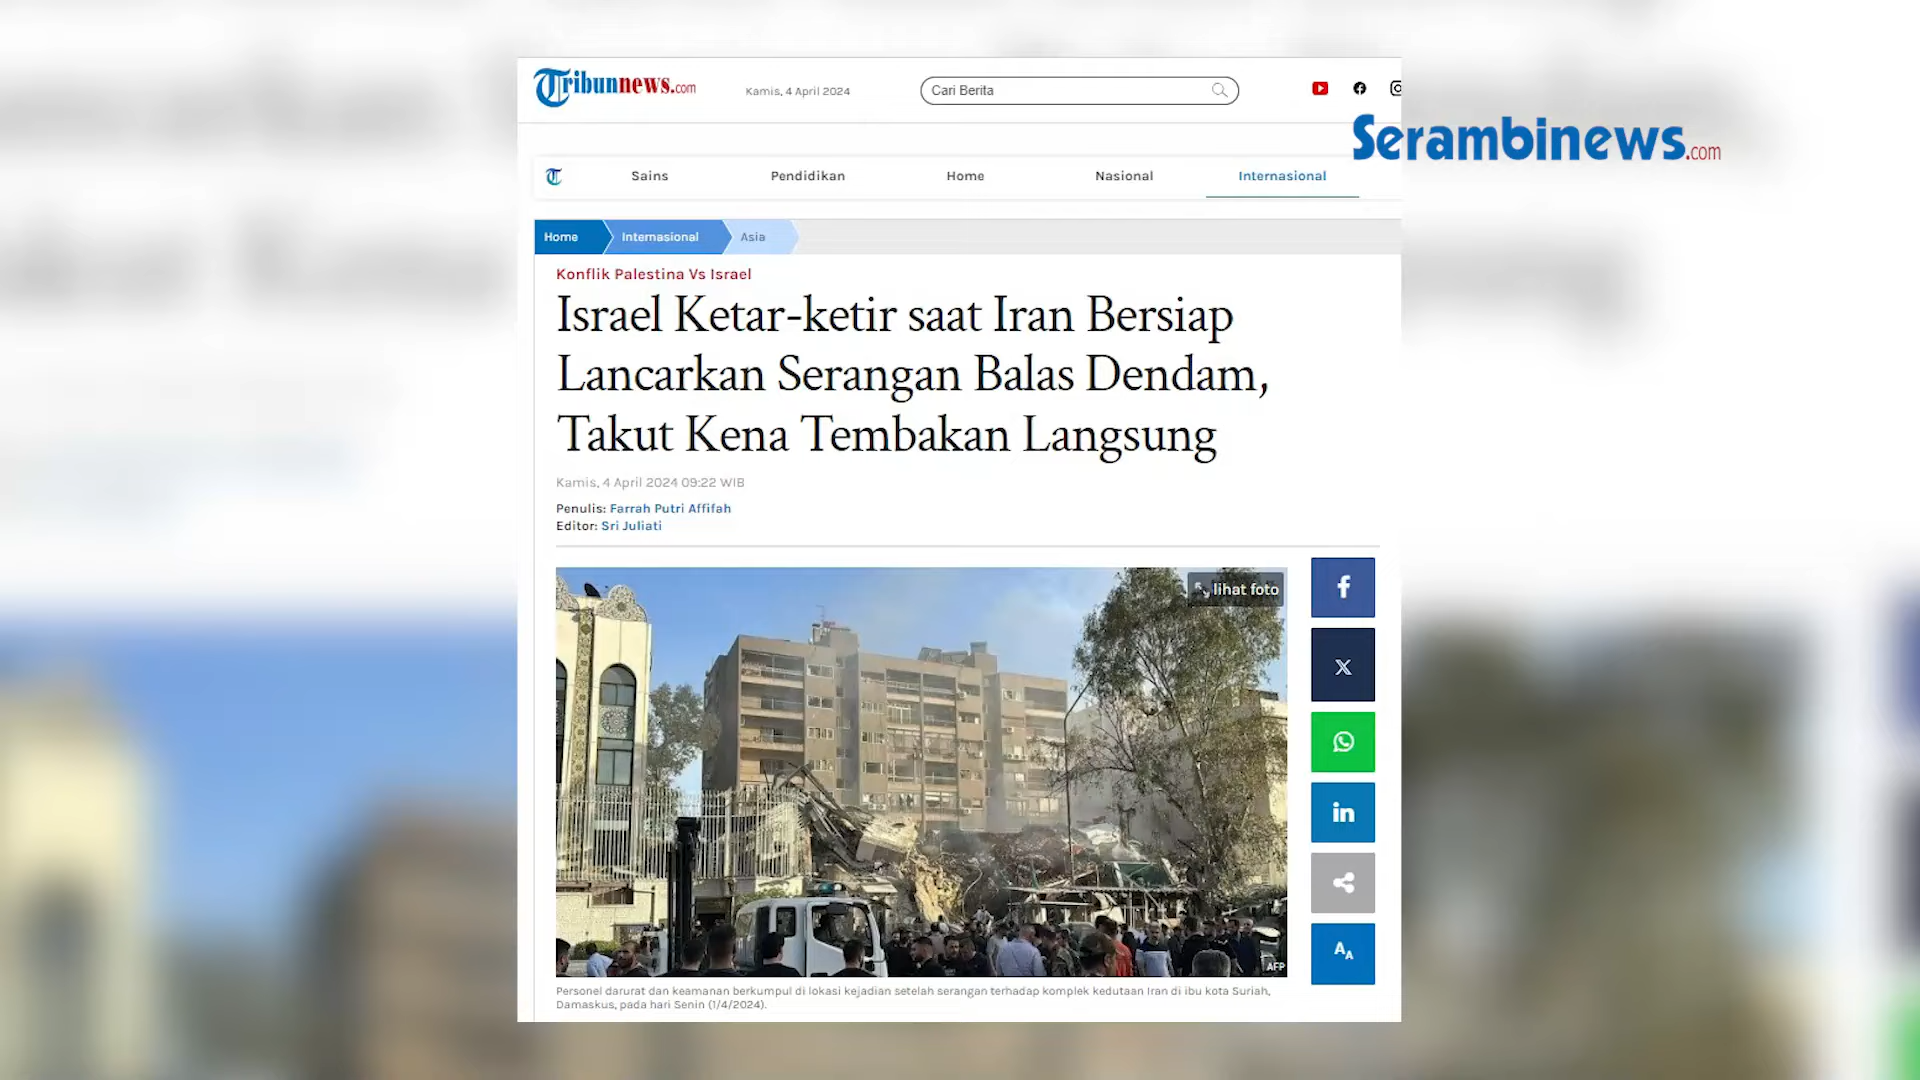 Tribunnews.com
Kamis, 4 April 2024
Cari Berita
Serambinews.com
Sains
Pendidikan
Home
Nasional
Internasional
Home
Internasional
Asia
Konflik Palestina Vs Israel
Israel Ketar-ketir saat Iran Bersiap
Lancarkan Serangan Balas Dendam,
Takut Kena Tembakan Langsung
Kamis, 4 April 2024 09:22 WIB
Penulis: Farrah Putri Affifah
Editor: Sri Juliati
lihat foto
AFP
Personel darurat dan keamanan berkumpul di lokasi kejadian setelah serangan terhadap komplek kedutaan Iran di ibu kota Suriah,
Damaskus, pada hari Senin (1/4/2024).